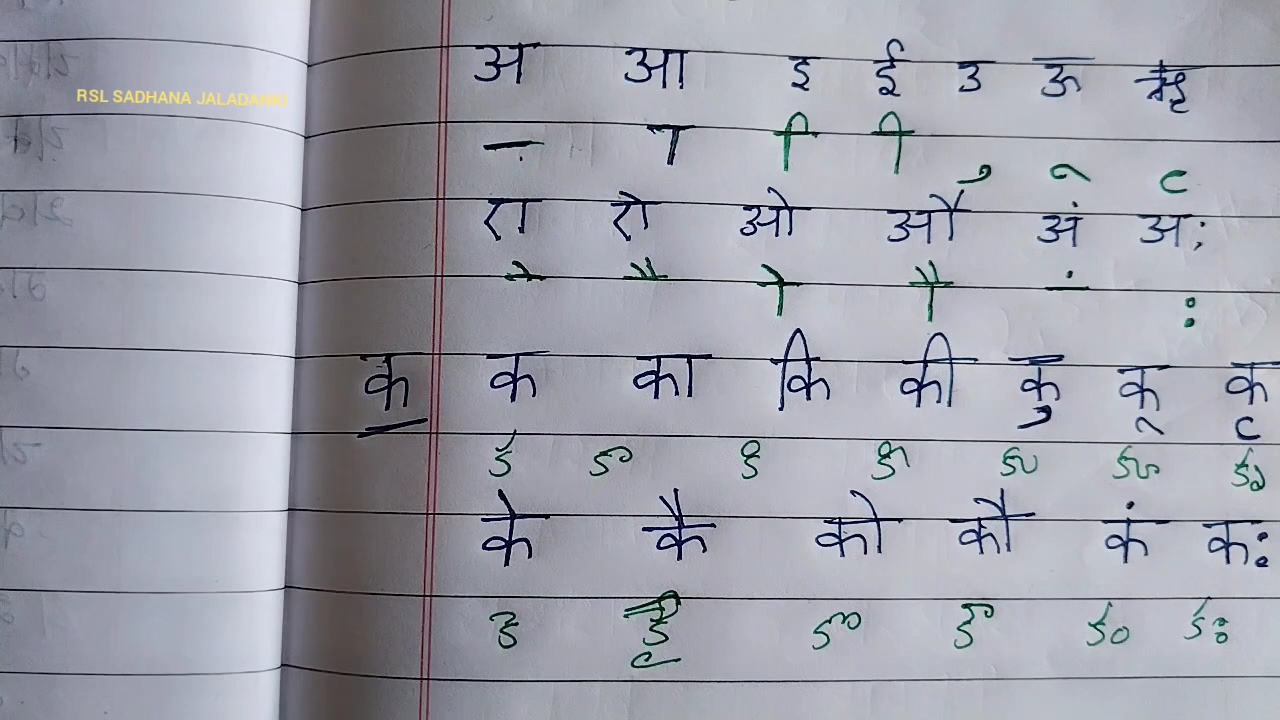 RSL SADHANA JALADANKI
अ आ इ ई उ ऊ
ा ि ी ु ू ृ
रा रो ओ औ अं अः
े ै ो ौ ं ः
क क का कि की कु कू कृ
క కా కి కీ కు కూ కృ
के कै को कौ कं कः
కె కై కొ కో కం కః